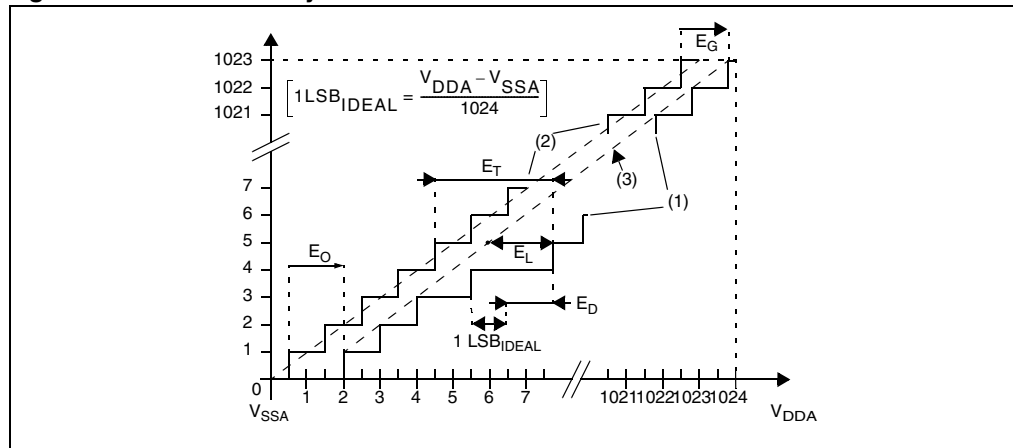 E_G
1023
1022
1021
[1LSB_IDEAL = (V_DDA – V_SSA) / 1024]
(2)
E_T
(3)
(1)
7
6
5
4
3
2
1
0
E_O
E_L
E_D
1 LSB_IDEAL
1 2 3 4 5 6 7 1021 1022 1023 1024
V_SSA
V_DDA